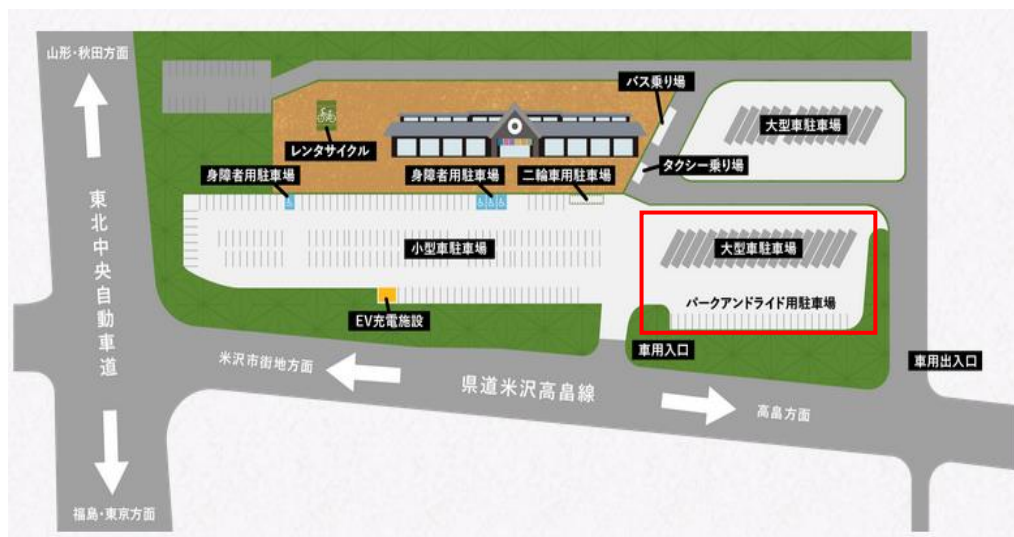 山形・秋田方面
バス乗り場
大型車駐車場
レンタサイクル
タクシー乗り場
身障者用駐車場
身障者用駐車場
二輪車用駐車場
東北中央自動車道
小型車駐車場
大型車駐車場
パークアンドライド用駐車場
EV充電施設
車用入口
車用出入口
米沢市街地方面
県道米沢高畠線
高畠方面
福島・東京方面